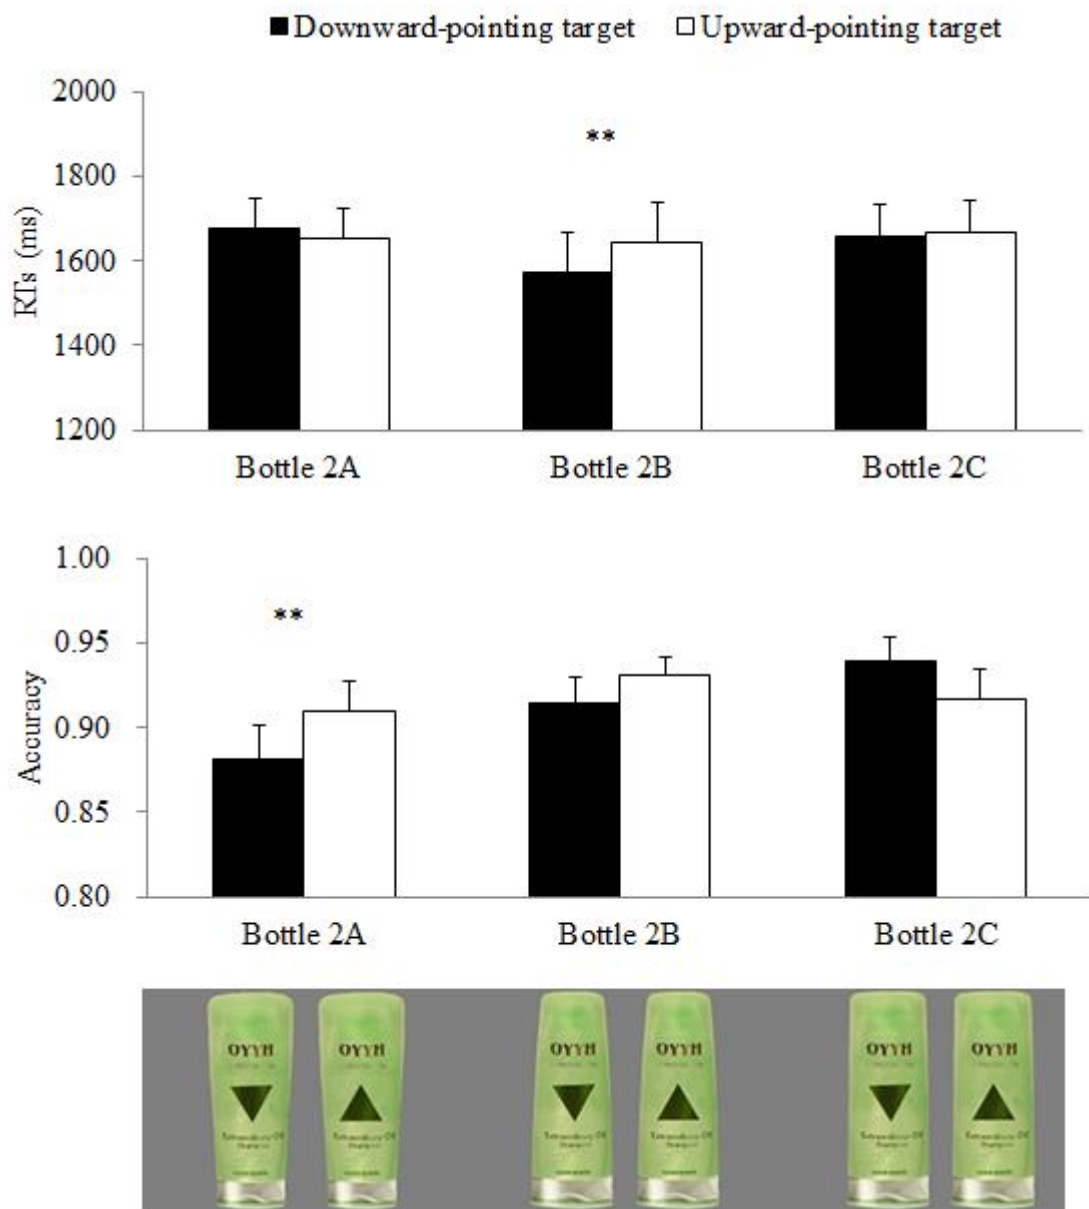 Downward-pointing target Upward-pointing target
2000
**
1800
1600
1400
1200
RTs (ms)
Bottle 2A Bottle 2B Bottle 2C
1.00
**
0.95
0.90
0.85
0.80
Accuracy
Bottle 2A Bottle 2B Bottle 2C
OYYH OYYH OYYH OYYH OYYH OYYH